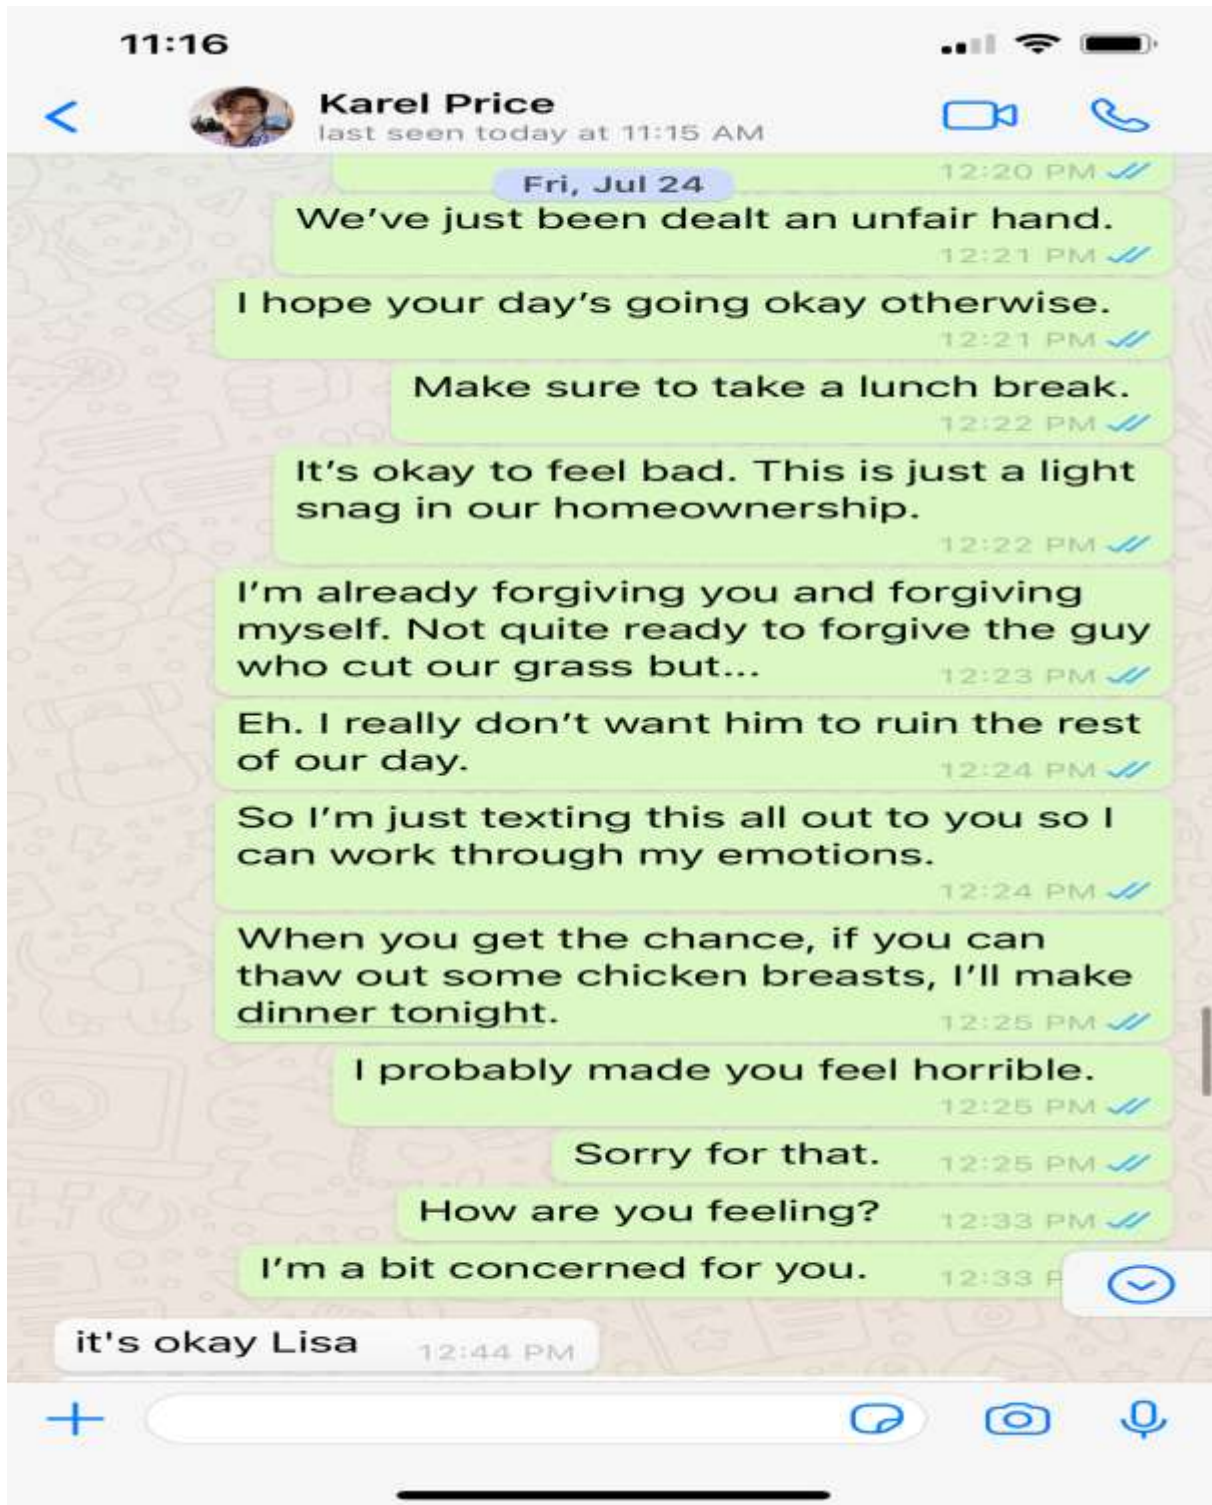 11:16
Karel Price
last seen today at 11:15 AM
12:20 PM
Fri, Jul 24
We've just been dealt an unfair hand.
12:21 PM
I hope your day's going okay otherwise.
12:21 PM
Make sure to take a lunch break.
12:22 PM
It's okay to feel bad. This is just a light
snag in our homeownership.
12:22 PM
I'm already forgiving you and forgiving
myself. Not quite ready to forgive the guy
who cut our grass but...
12:23 PM
Eh. I really don't want him to ruin the rest
of our day.
12:24 PM
So I'm just texting this all out to you so I
can work through my emotions.
12:24 PM
When you get the chance, if you can
thaw out some chicken breasts, I'll make
dinner tonight.
12:25 PM
I probably made you feel horrible.
12:25 PM
Sorry for that.
12:25 PM
How are you feeling?
12:33 PM
I'm a bit concerned for you.
12:33 P
it's okay Lisa
12:44 PM